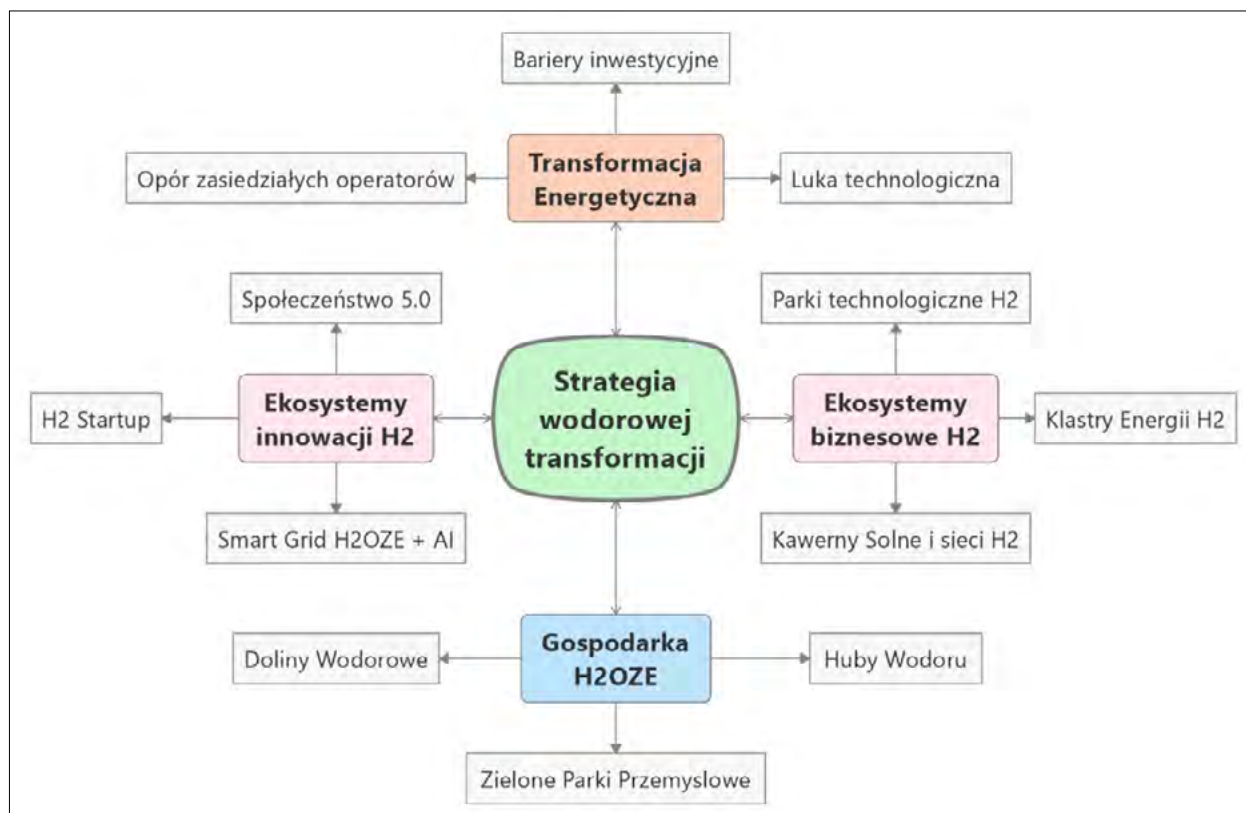 Bariery inwestycyjne
Transformacja
Energetyczna
Opór zasiedziałych operatorów
Luka technologiczna
Społeczeństwo 5.0
Parki technologiczne H2
Strategia
wodorowej
transformacji
Ekosystemy
innowacji H2
Ekosystemy
biznesowe H2
H2 Startup
Klastry Energii H2
Smart Grid H2OZE + AI
Kawerny Solne i sieci H2
Gospodarka
H2OZE
Doliny Wodorowe
Huby Wodoru
Zielone Parki Przemyslowe